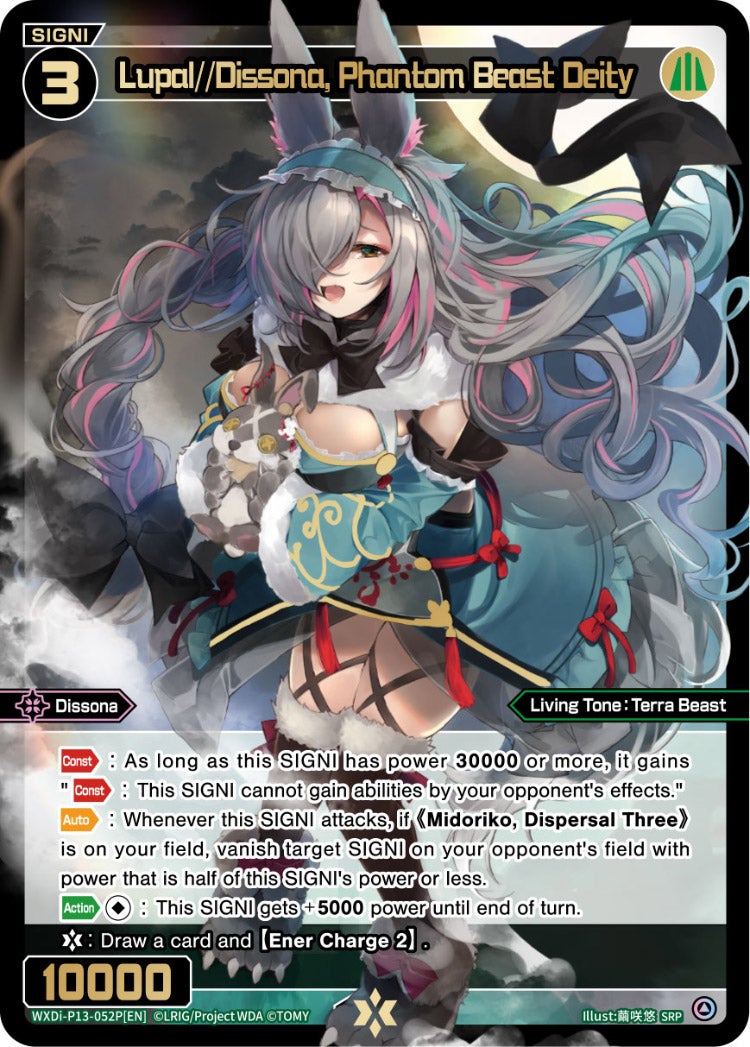 SIGNI
3
Lupal//Dissona, Phantom Beast Deity
Dissona
Living Tone:Terra Beast
Const : As long as this SIGNI has power 30000 or more, it gains
" Const : This SIGNI cannot gain abilities by your opponent's effects."
Auto : Whenever this SIGNI attacks, if 《Midoriko, Dispersal Three》
is on your field, vanish target SIGNI on your opponent's field with
power that is half of this SIGNI's power or less.
Action : This SIGNI gets +5000 power until end of turn.
: Draw a card and 【Ener Charge 2】 .
10000
WXDi-P13-052P[EN] ©LRIG/Project WDA ©TOMY
Illust:繭咲悠 SRP